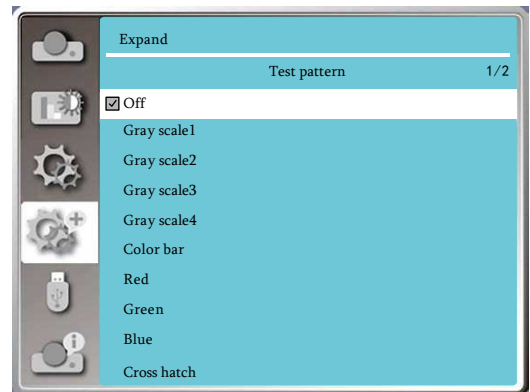 Expand
Test pattern 1/2
Off
Gray scale1
Gray scale2
Gray scale3
Gray scale4
Color bar
Red
Green
Blue
Cross hatch